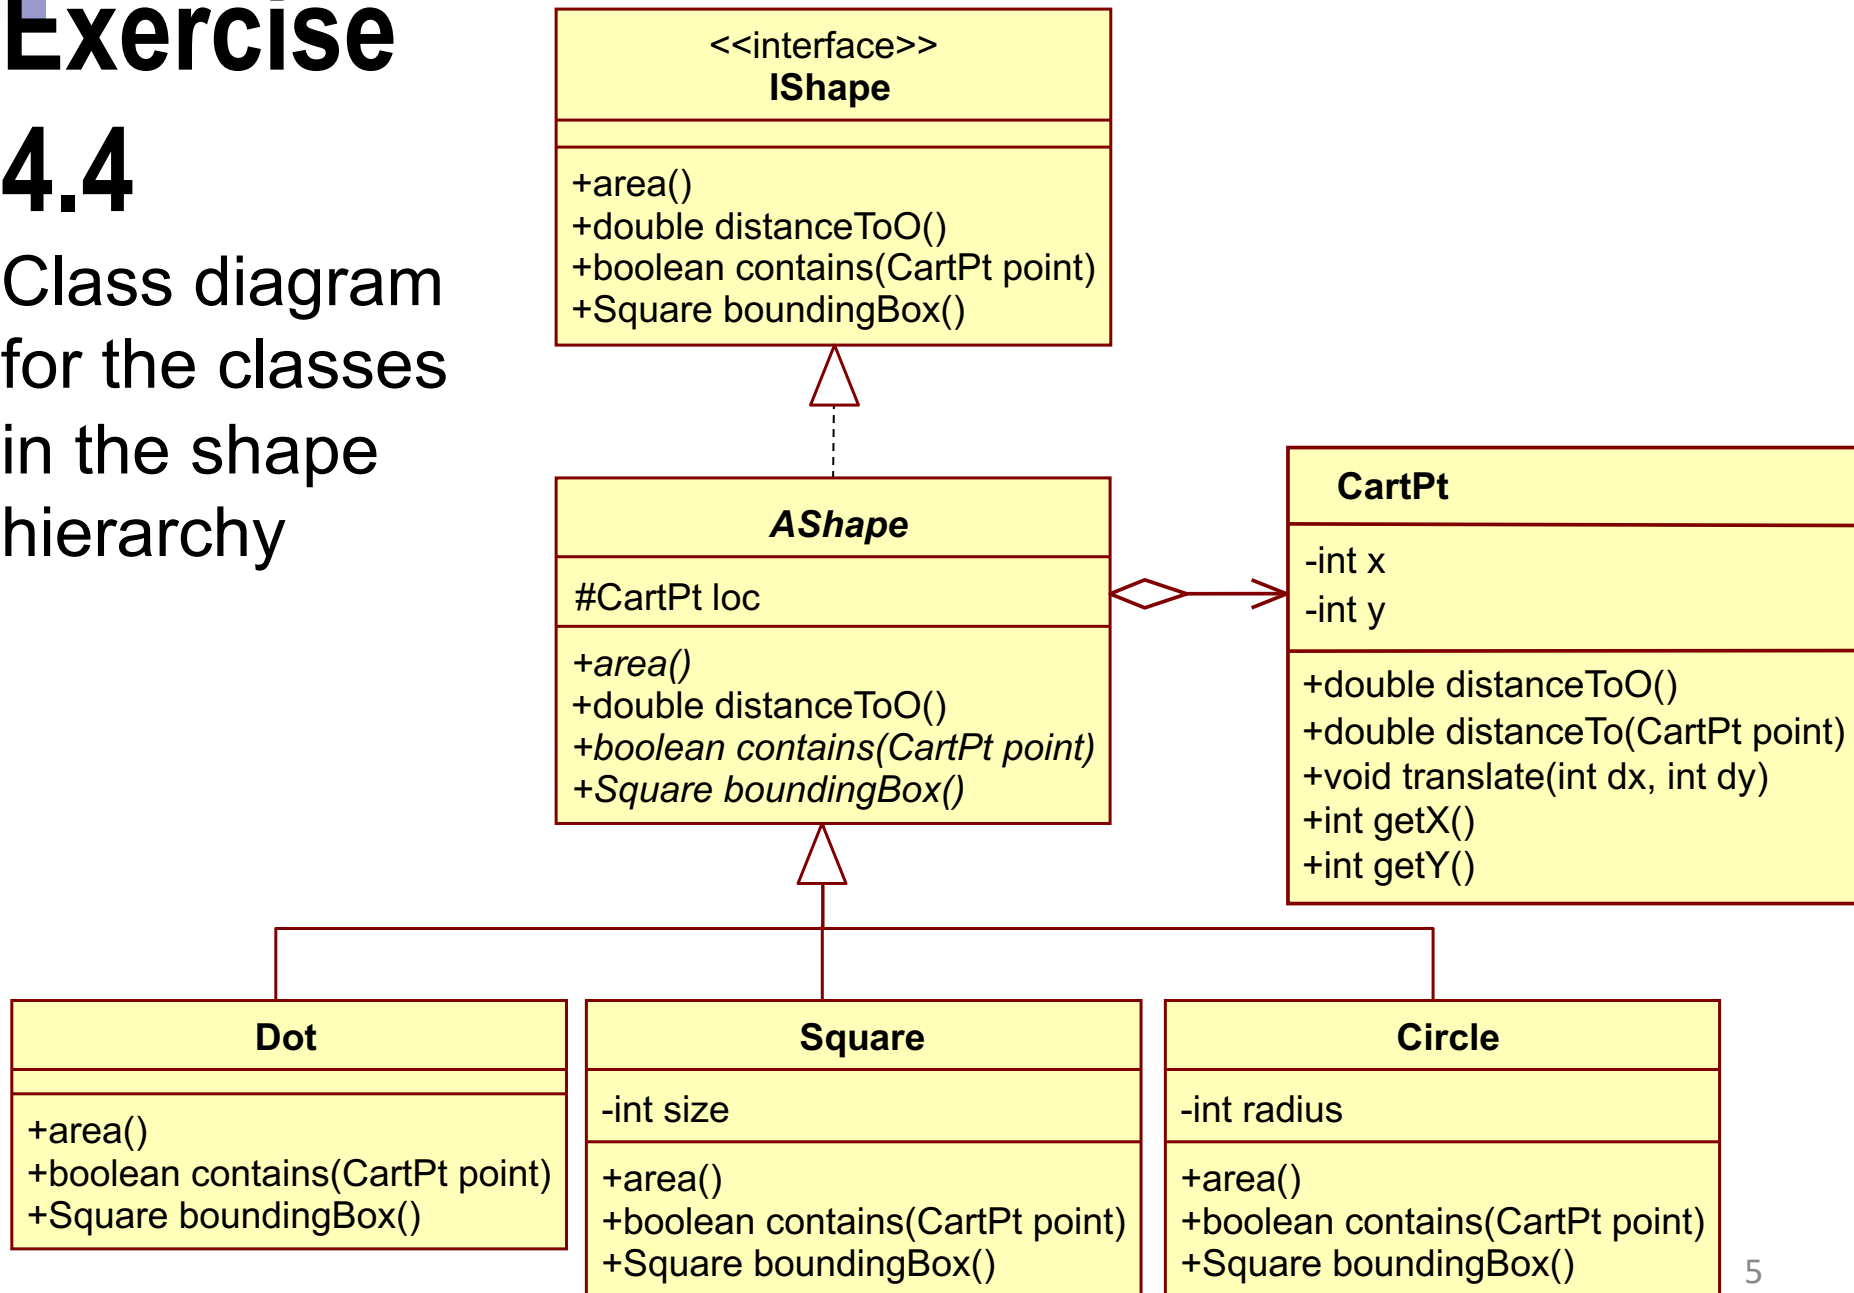 Exercise
4.4
Class diagram
for the classes
in the shape
hierarchy
<<interface>>
IShape
+area()
+double distanceToO()
+boolean contains(CartPt point)
+Square boundingBox()
AShape
#CartPt loc
+area()
+double distanceToO()
+boolean contains(CartPt point)
+Square boundingBox()
CartPt
-int x
-int y
+double distanceToO()
+double distanceTo(CartPt point)
+void translate(int dx, int dy)
+int getX()
+int getY()
Dot
+area()
+boolean contains(CartPt point)
+Square boundingBox()
Square
-int size
+area()
+boolean contains(CartPt point)
+Square boundingBox()
Circle
-int radius
+area()
+boolean contains(CartPt point)
+Square boundingBox()
5